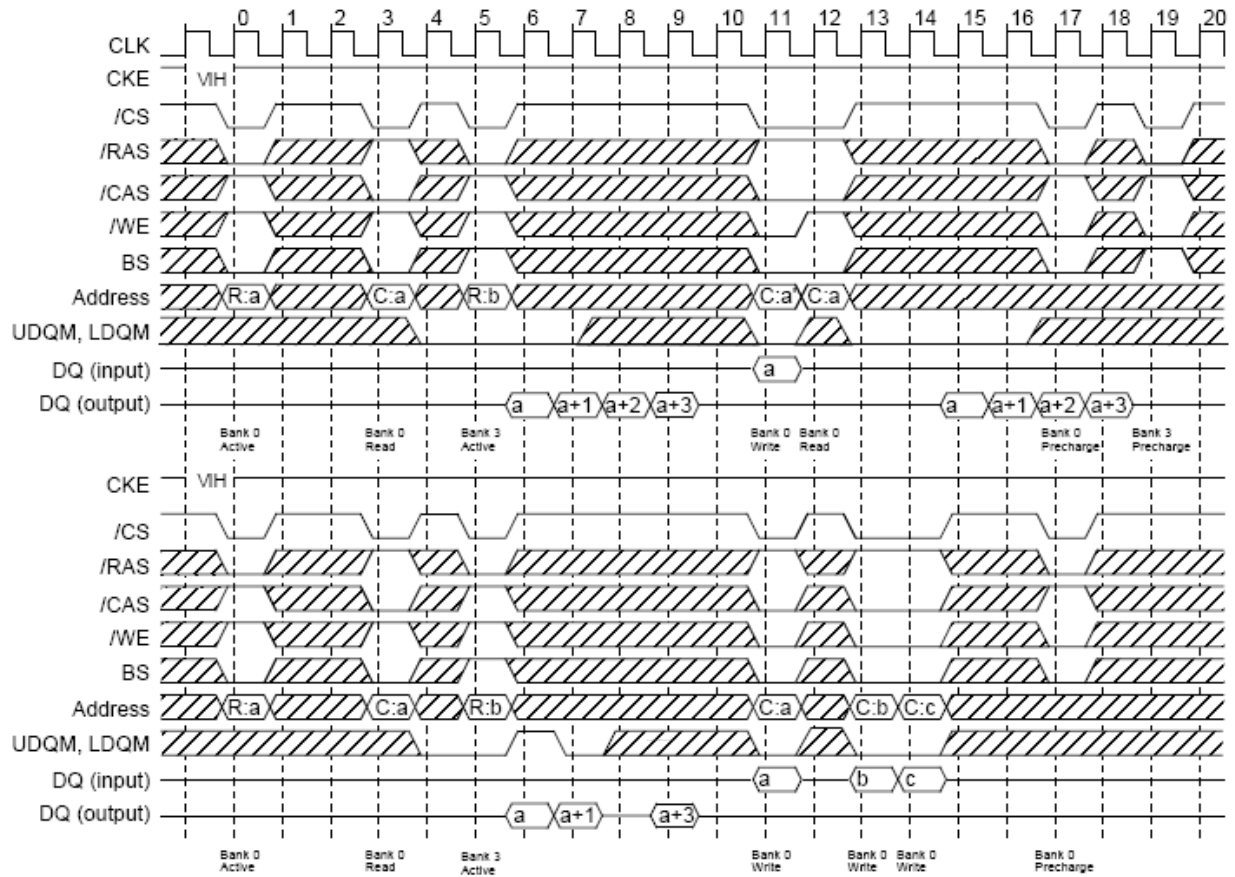 0 1 2 3 4 5 6 7 8 9 10 11 12 13 14 15 16 17 18 19 20
CLK
CKE VIH
/CS
/RAS
/CAS
/WE
BS
Address R:a C:a R:b C:a' C:a
UDQM, LDQM
DQ (input) a
DQ (output) a a+1 a+2 a+3 a a+1 a+2 a+3
Bank 0 Bank 0 Bank 3 Bank 0 Bank 0 Bank 0 Bank 3
Active Read Active Write Read Precharge Precharge
CKE VIH
/CS
/RAS
/CAS
/WE
BS
Address R:a C:a R:b C:a C:b C:c
UDQM, LDQM
DQ (input) a b c
DQ (output) a a+1 a+3
Bank 0 Bank 0 Bank 3 Bank 0 Bank 0 Bank 0 Bank 0
Active Read Active Write Write Write Precharge